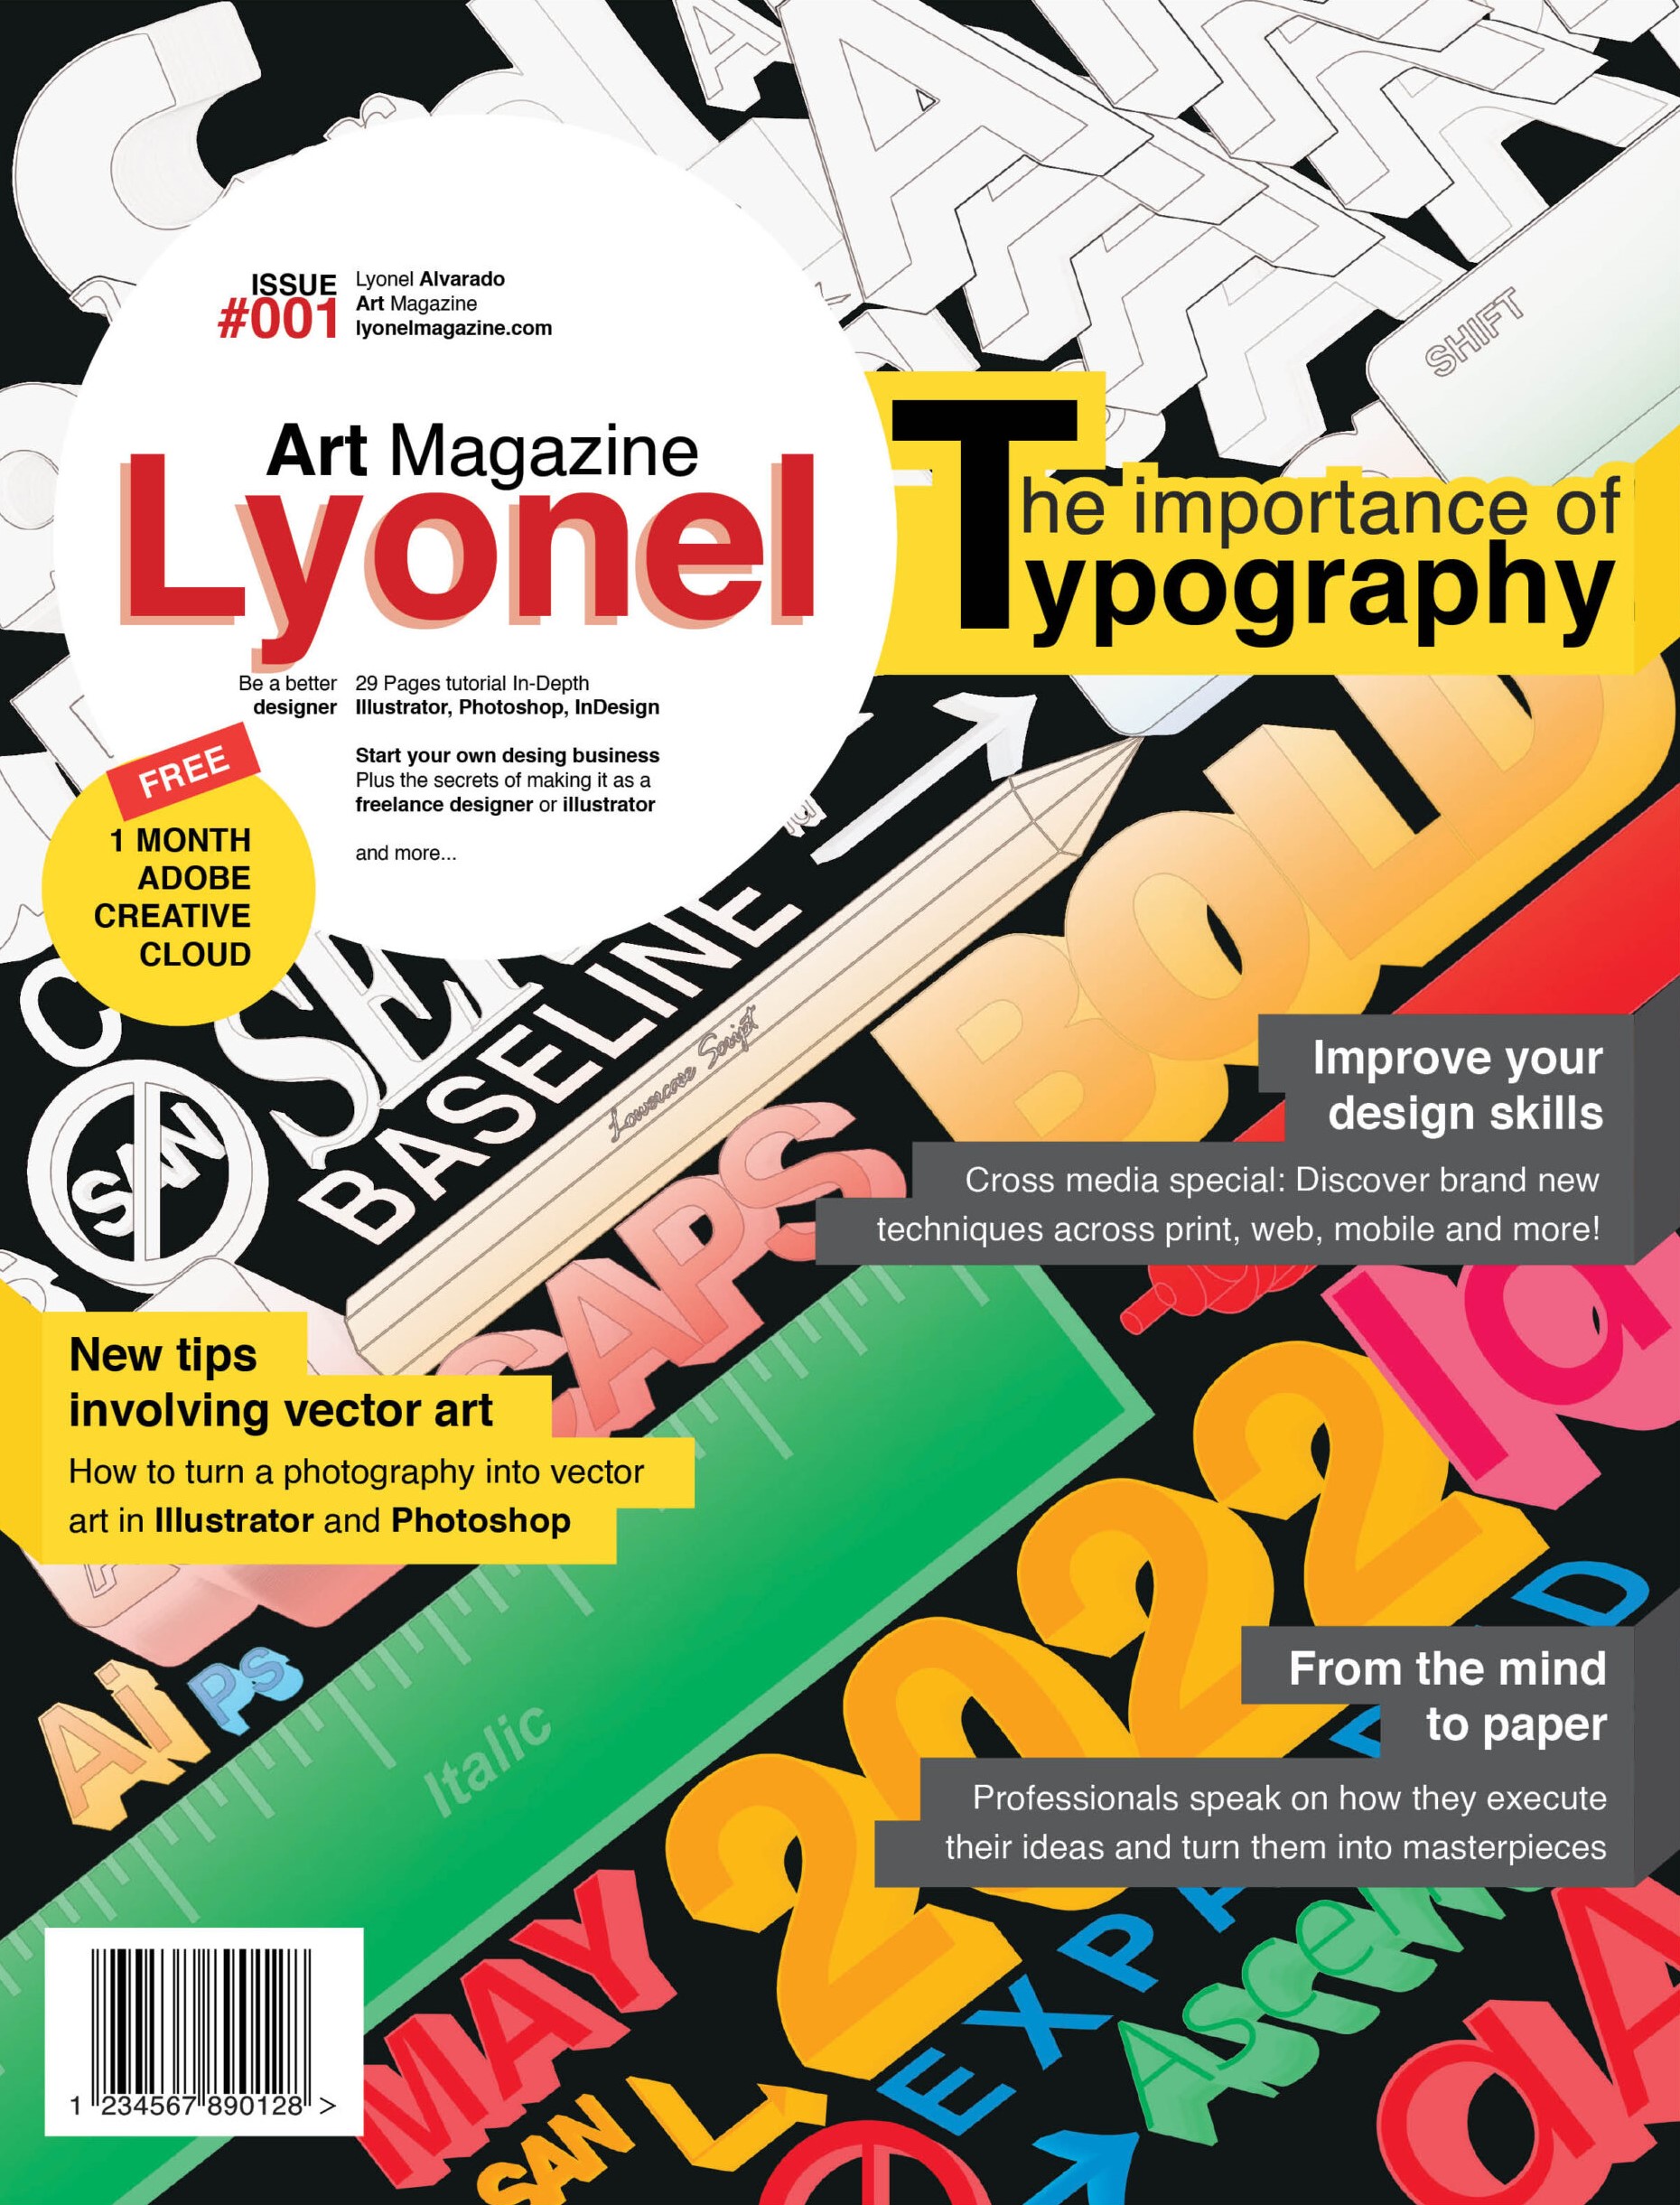 SHIFT
ISSUE
#001
Lyonel Alvarado
Art Magazine
lyonelmagazine.com
Art Magazine
Lyonel
The importance of
Typography
Be a better
designer
29 Pages tutorial In-Depth
Illustrator, Photoshop, InDesign
Start your own desing business
Plus the secrets of making it as a
freelance designer or illustrator
and more...
FREE
1 MONTH
ADOBE
CREATIVE
CLOUD
BASELINE
SAN
Lowercase Script
BOLD
CAPS
Improve your
design skills
Cross media special: Discover brand new
techniques across print, web, mobile and more!
New tips
involving vector art
How to turn a photography into vector
art in Illustrator and Photoshop
Ai
Ps
Italic
MAY
2022
From the mind
to paper
Professionals speak on how they execute
their ideas and turn them into masterpieces
SAN
1 234567 890128 >